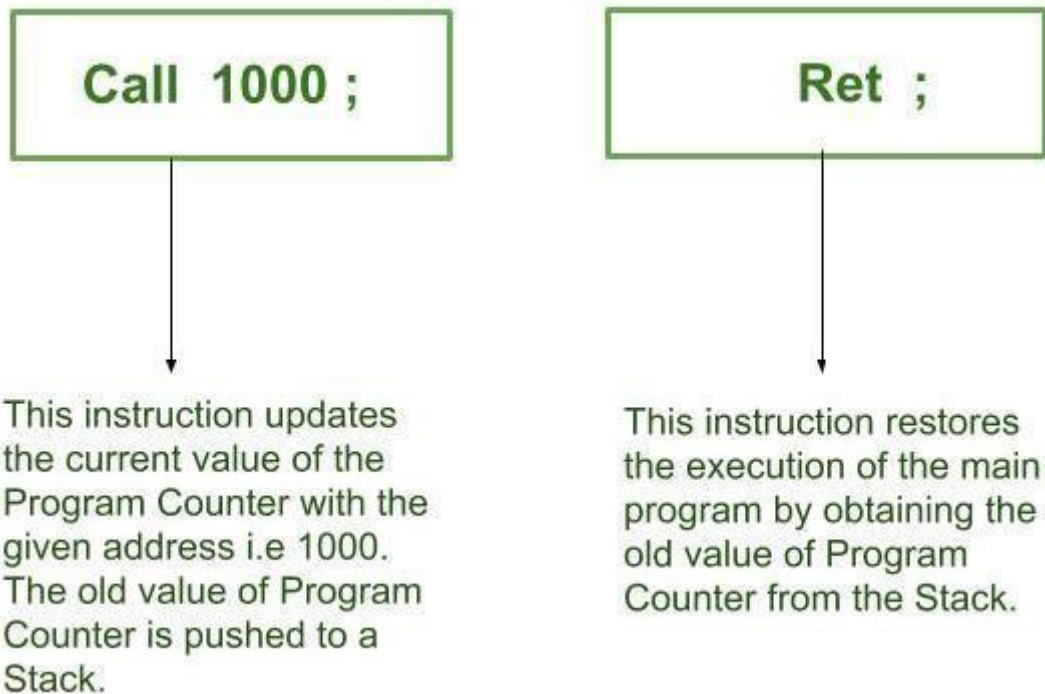 Call 1000 ;
Ret ;
This instruction updates
the current value of the
Program Counter with the
given address i.e 1000.
The old value of Program
Counter is pushed to a
Stack.
This instruction restores
the execution of the main
program by obtaining the
old value of Program
Counter from the Stack.